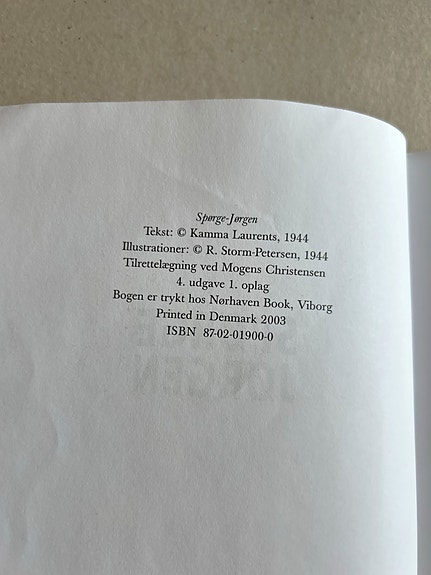 Spørge-Jørgen
Tekst: © Kamma Laurents, 1944
Illustrationer: © R. Storm-Petersen, 1944
Tilrettelægning ved Mogens Christensen
4. udgave 1. oplag
Bogen er trykt hos Nørhaven Book, Viborg
Printed in Denmark 2003
ISBN 87-02-01900-0